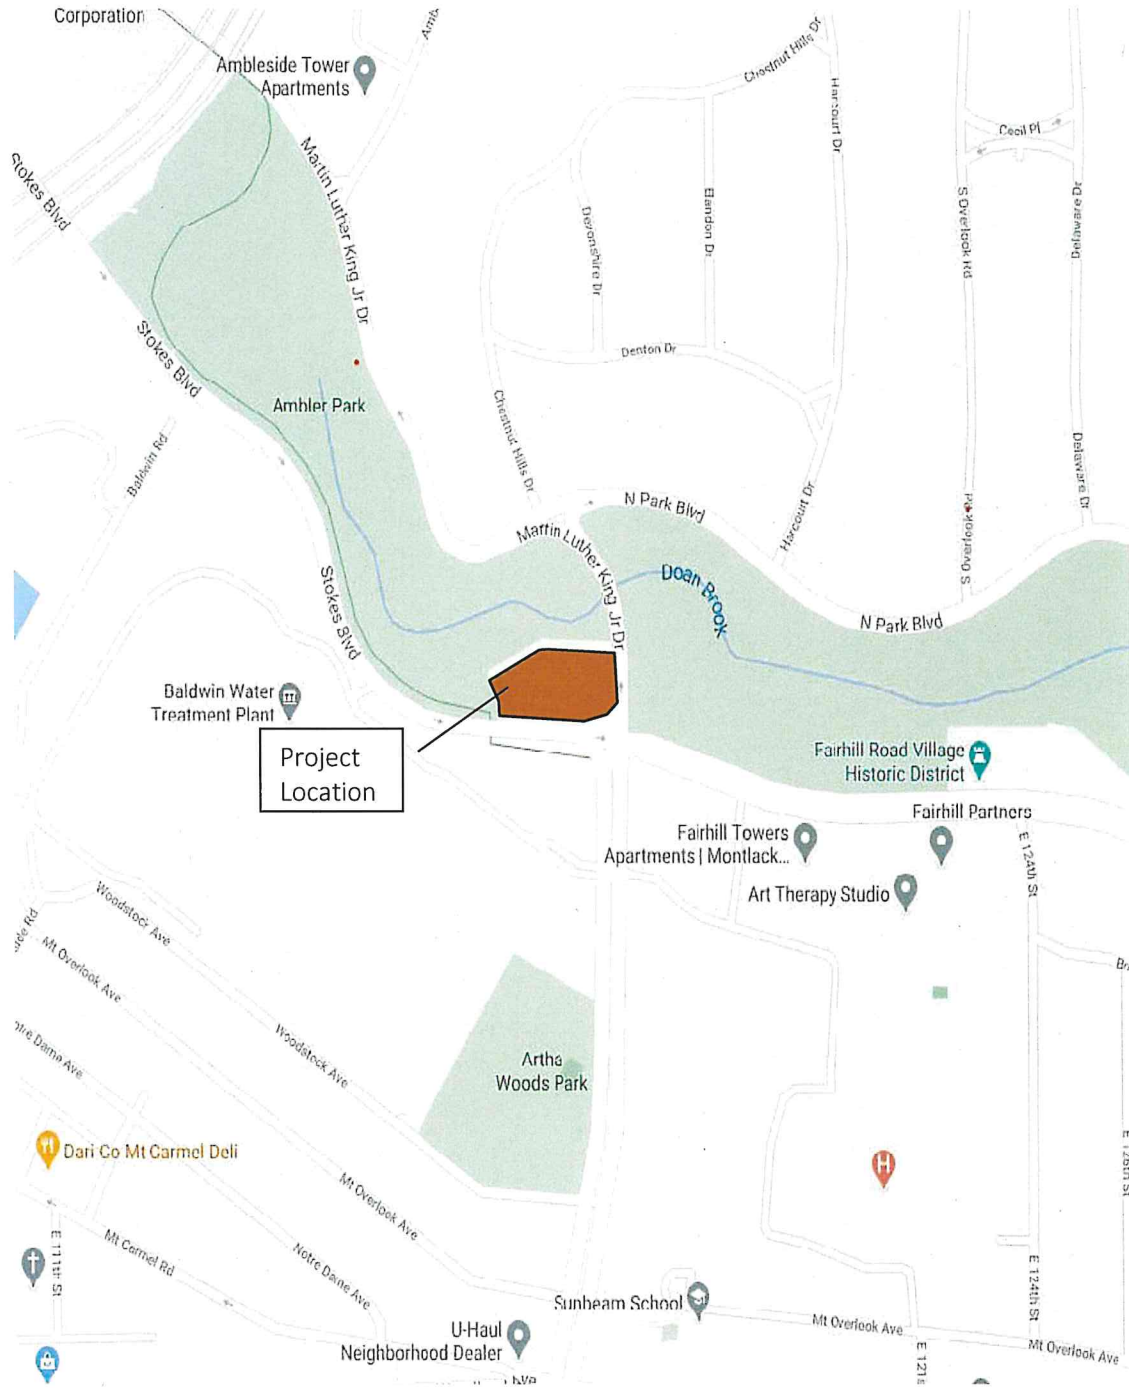 Corporation
Ambleside Tower
Apartments
Chestnut Hills Dr
Harcourt Dr
Cecil Pl
Stokes Blvd
Martin Luther King Jr Dr
Devonshire Dr
Bandon Dr
S Overlook Rd
Delaware Dr
Stokes Blvd
Denton Dr
Ambler Park
Baldwin Rd
Chestnut Hills Dr
Harcourt Dr
Delaware Dr
S Overlook Rd
N Park Blvd
Martin Luther King Jr Dr
Doan Brook
Stokes Blvd
N Park Blvd
Baldwin Water
Treatment Plant
Project
Location
Fairhill Road Village
Historic District
Fairhill Partners
Fairhill Towers
Apartments | Montlack...
Art Therapy Studio
E 124th St
Woodstock Ave
Mt Overlook Ave
Woodstock Ave
Artha
Woods Park
Dari Co Mt Carmel Deli
H
Mt Overlook Ave
E 111th St
Mt Carmel Rd
Notre Dame Ave
E 124th St
Sunbeam School
Mt Overlook Ave
Mt Overlook Ave
U-Haul
Neighborhood Dealer